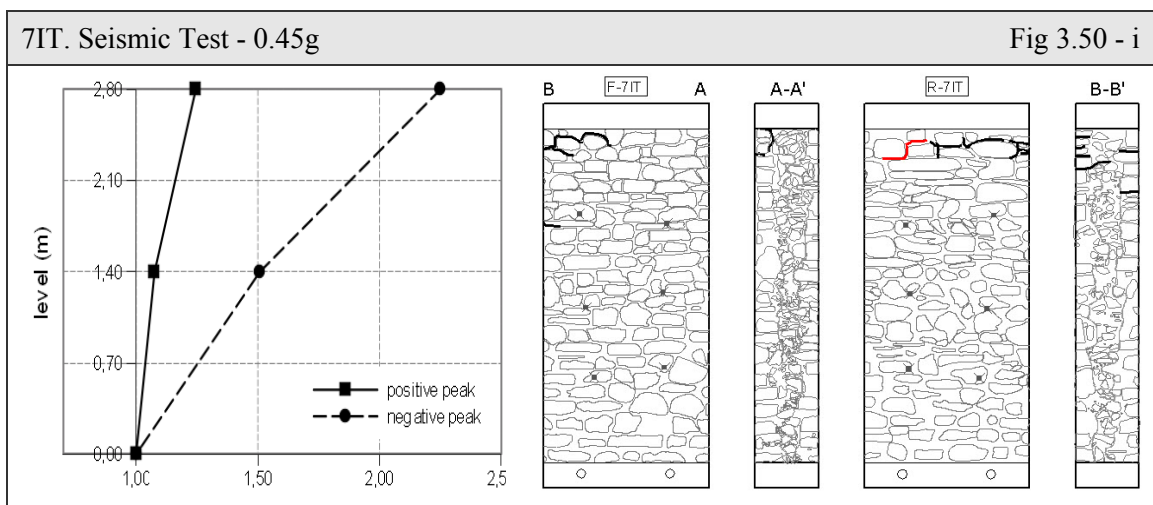 7IT. Seismic Test - 0.45g Fig 3.50 - i
2,80
2,10
1,40
0,70
0,00
level (m)
positive peak
negative peak
1,00 1,50 2,00 2,5
B F-7IT A A-A' R-7IT B-B'